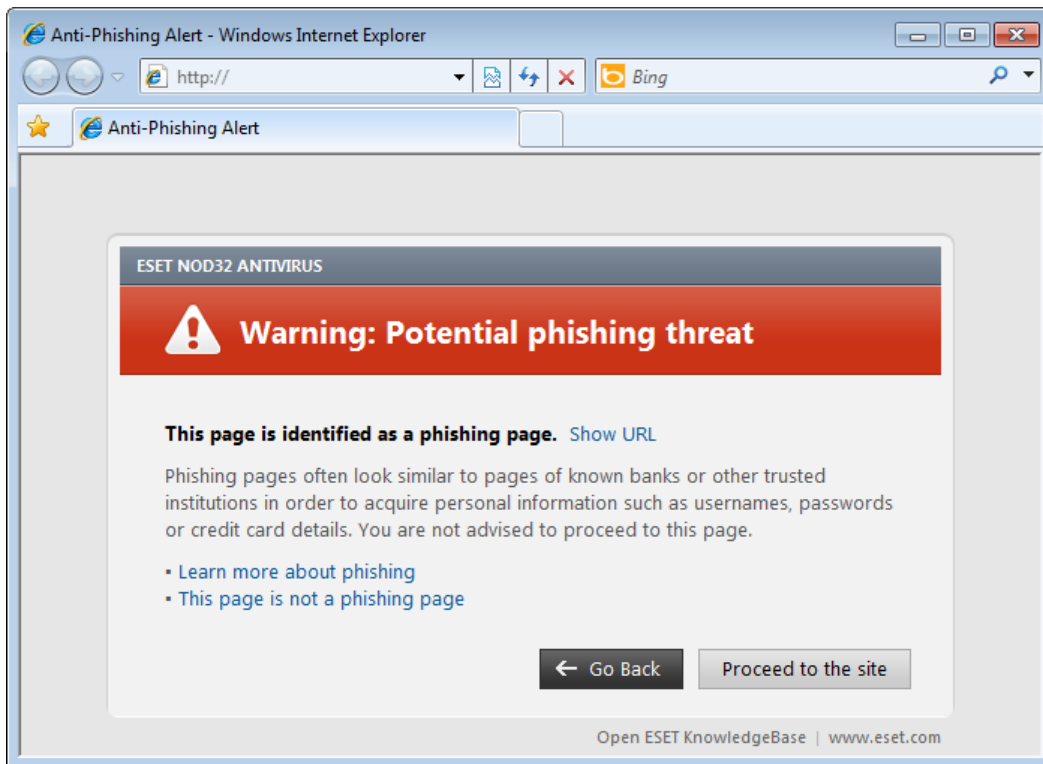 Anti-Phishing Alert - Windows Internet Explorer
http://
Bing
Anti-Phishing Alert
ESET NOD32 ANTIVIRUS
Warning: Potential phishing threat
This page is identified as a phishing page. Show URL
Phishing pages often look similar to pages of known banks or other trusted
institutions in order to acquire personal information such as usernames, passwords
or credit card details. You are not advised to proceed to this page.
▪ Learn more about phishing
▪ This page is not a phishing page
← Go Back
Proceed to the site
Open ESET KnowledgeBase | www.eset.com